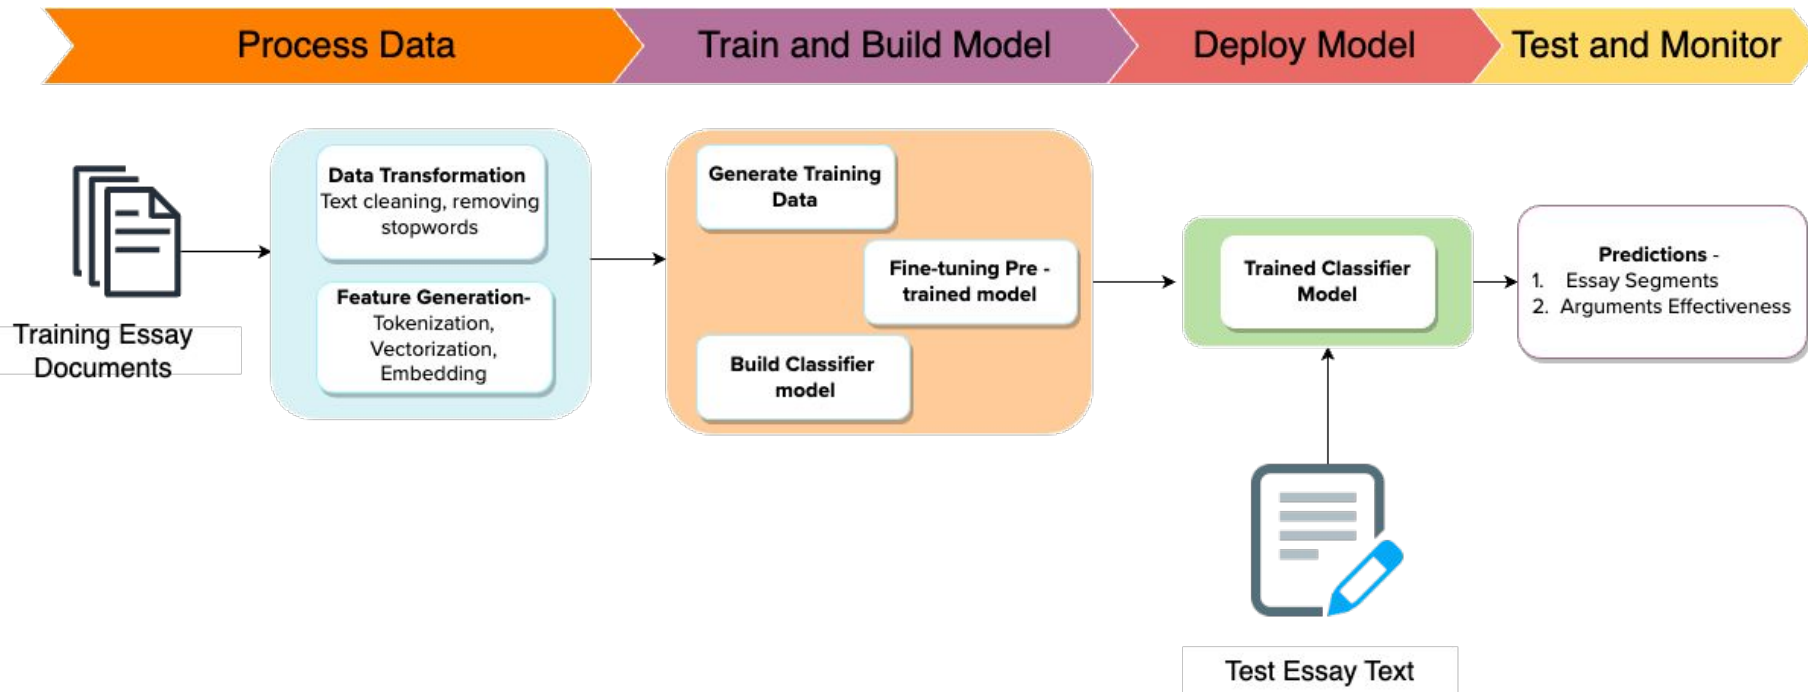 Process Data
Train and Build Model
Deploy Model
Test and Monitor
Training Essay
Documents
Data Transformation
Text cleaning, removing
stopwords
Feature Generation-
Tokenization,
Vectorization,
Embedding
Generate Training
Data
Fine-tuning Pre -
trained model
Build Classifier
model
Trained Classifier
Model
Predictions -
1. Essay Segments
2. Arguments Effectiveness
Test Essay Text